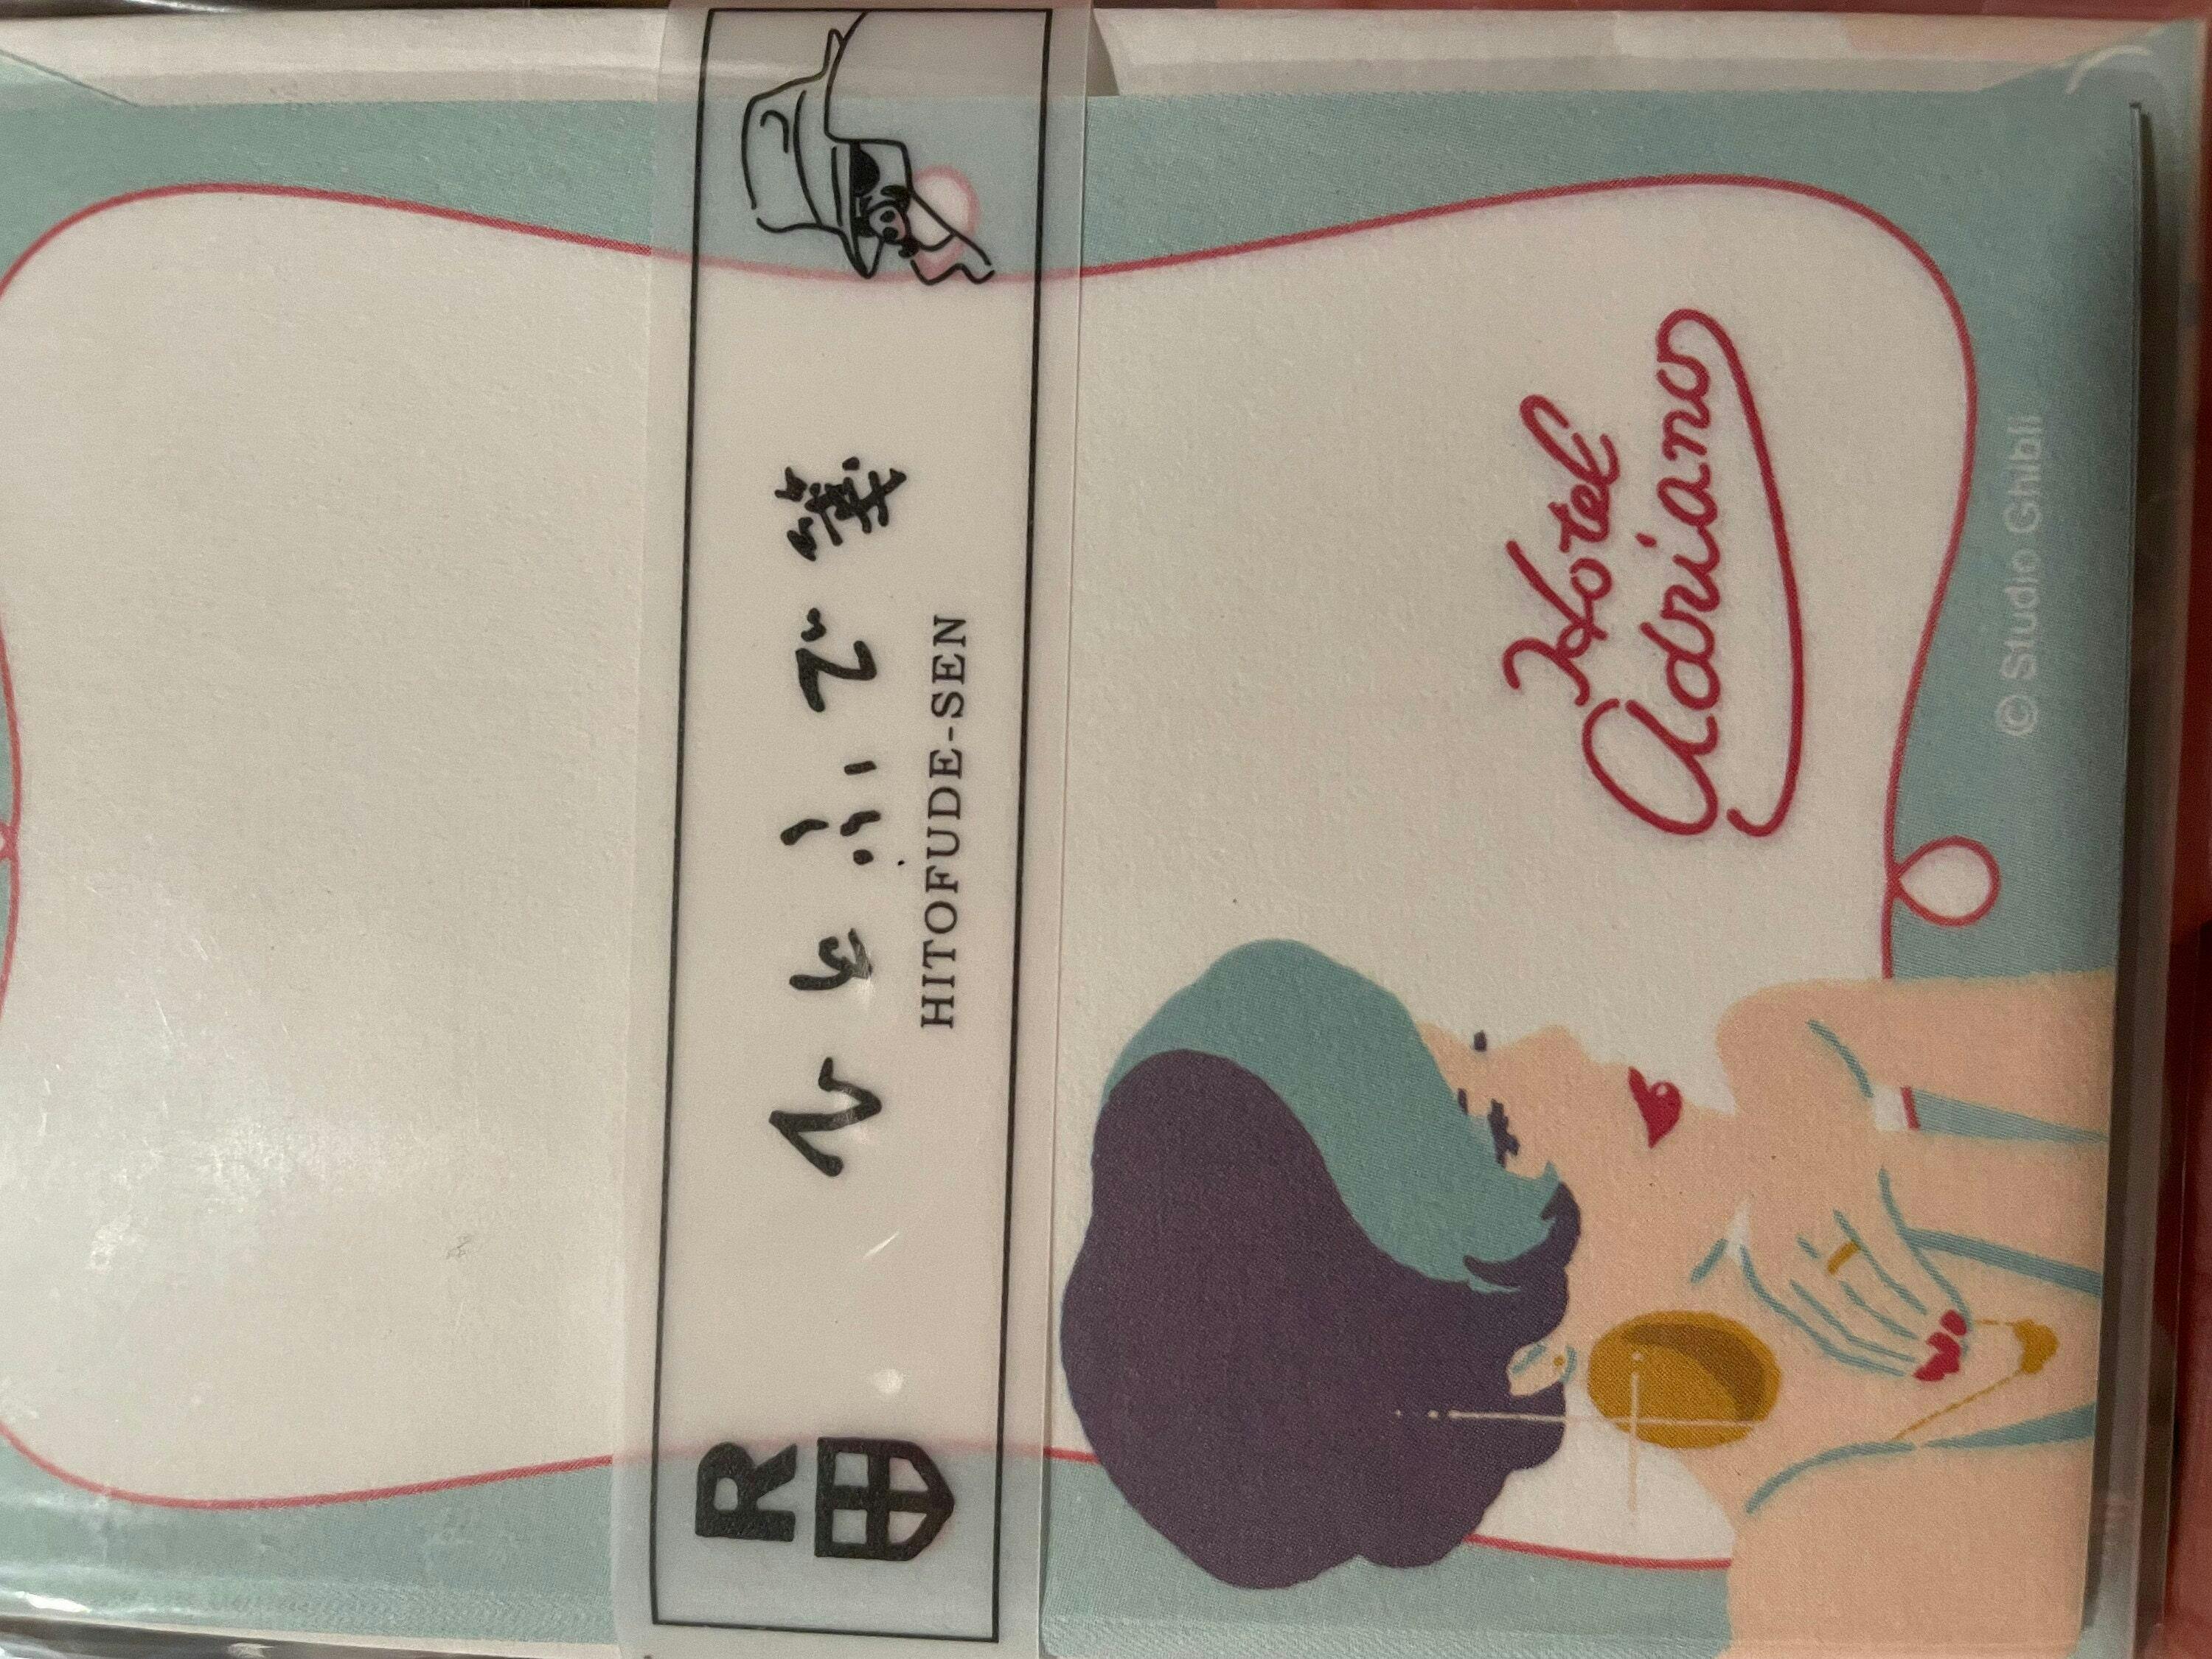 R
ひとふで箋
HITOFUDE-SEN
Hotel
Adriano
© Studio Ghibli